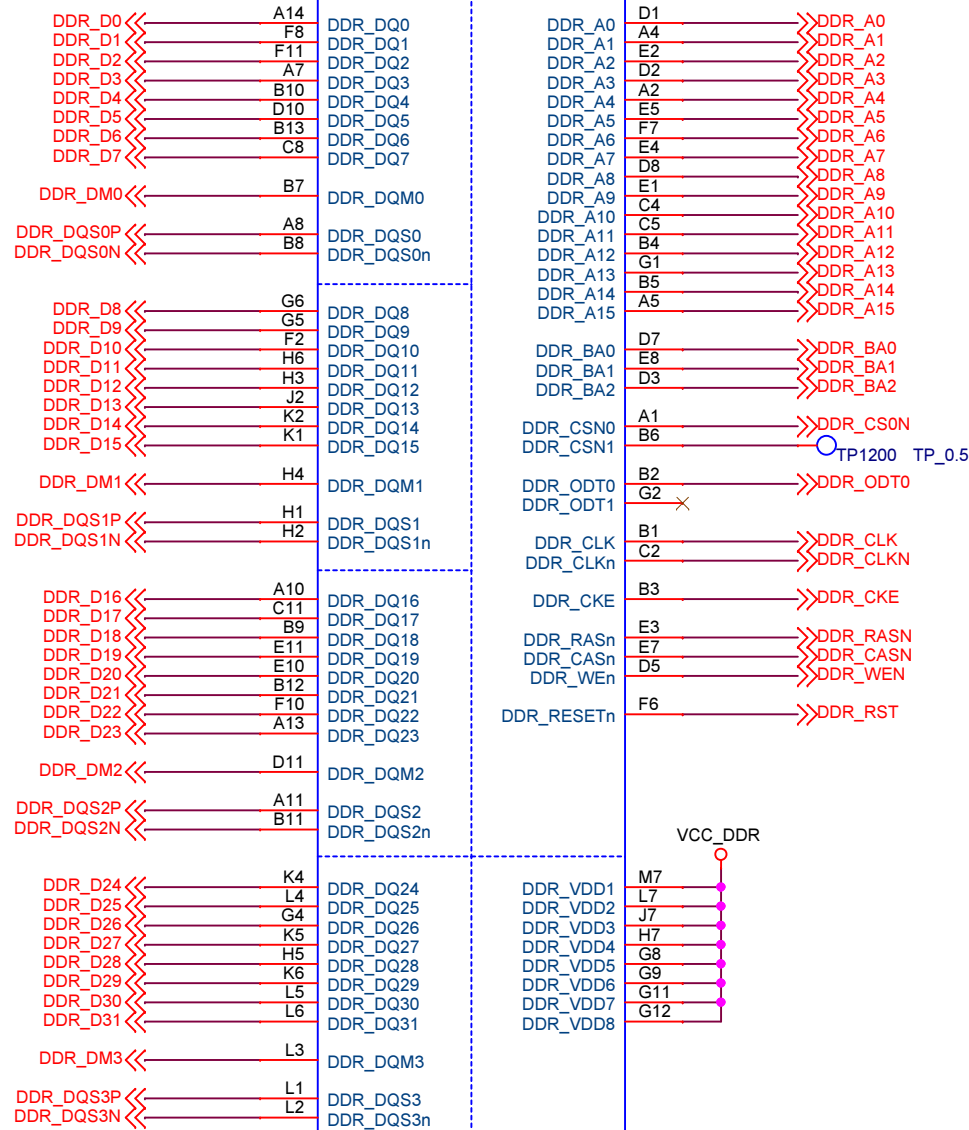 DDR_D0 A14 DDR_DQ0
DDR_D1 F8 DDR_DQ1
DDR_D2 F11 DDR_DQ2
DDR_D3 A7 DDR_DQ3
DDR_D4 B10 DDR_DQ4
DDR_D5 D10 DDR_DQ5
DDR_D6 B13 DDR_DQ6
DDR_D7 C8 DDR_DQ7
DDR_DM0 B7 DDR_DQM0
DDR_DQS0P A8 DDR_DQS0
DDR_DQS0N B8 DDR_DQS0n
DDR_D8 G6 DDR_DQ8
DDR_D9 G5 DDR_DQ9
DDR_D10 F2 DDR_DQ10
DDR_D11 H6 DDR_DQ11
DDR_D12 H3 DDR_DQ12
DDR_D13 J2 DDR_DQ13
DDR_D14 K2 DDR_DQ14
DDR_D15 K1 DDR_DQ15
DDR_DM1 H4 DDR_DQM1
DDR_DQS1P H1 DDR_DQS1
DDR_DQS1N H2 DDR_DQS1n
DDR_D16 A10 DDR_DQ16
DDR_D17 C11 DDR_DQ17
DDR_D18 B9 DDR_DQ18
DDR_D19 E11 DDR_DQ19
DDR_D20 E10 DDR_DQ20
DDR_D21 B12 DDR_DQ21
DDR_D22 F10 DDR_DQ22
DDR_D23 A13 DDR_DQ23
DDR_DM2 D11 DDR_DQM2
DDR_DQS2P A11 DDR_DQS2
DDR_DQS2N B11 DDR_DQS2n
DDR_D24 K4 DDR_DQ24
DDR_D25 L4 DDR_DQ25
DDR_D26 G4 DDR_DQ26
DDR_D27 K5 DDR_DQ27
DDR_D28 H5 DDR_DQ28
DDR_D29 K6 DDR_DQ29
DDR_D30 L5 DDR_DQ30
DDR_D31 L6 DDR_DQ31
DDR_DM3 L3 DDR_DQM3
DDR_DQS3P L1 DDR_DQS3
DDR_DQS3N L2 DDR_DQS3n
DDR_A0 D1 DDR_A0
DDR_A1 A4 DDR_A1
DDR_A2 E2 DDR_A2
DDR_A3 D2 DDR_A3
DDR_A4 A2 DDR_A4
DDR_A5 E5 DDR_A5
DDR_A6 F7 DDR_A6
DDR_A7 E4 DDR_A7
DDR_A8 D8 DDR_A8
DDR_A9 E1 DDR_A9
DDR_A10 C4 DDR_A10
DDR_A11 C5 DDR_A11
DDR_A12 B4 DDR_A12
DDR_A13 G1 DDR_A13
DDR_A14 B5 DDR_A14
DDR_A15 A5 DDR_A15
DDR_BA0 D7 DDR_BA0
DDR_BA1 E8 DDR_BA1
DDR_BA2 D3 DDR_BA2
DDR_CSN0 A1 DDR_CS0N
DDR_CSN1 B6 TP1200 TP_0.5
DDR_ODT0 B2 DDR_ODT0
DDR_ODT1 G2
DDR_CLK B1 DDR_CLK
DDR_CLKn C2 DDR_CLKN
DDR_CKE B3 DDR_CKE
DDR_RASn E3 DDR_RASN
DDR_CASn E7 DDR_CASN
DDR_WEn D5 DDR_WEN
DDR_RESETn F6 DDR_RST
VCC_DDR
DDR_VDD1 M7
DDR_VDD2 L7
DDR_VDD3 J7
DDR_VDD4 H7
DDR_VDD5 G8
DDR_VDD6 G9
DDR_VDD7 G11
DDR_VDD8 G12